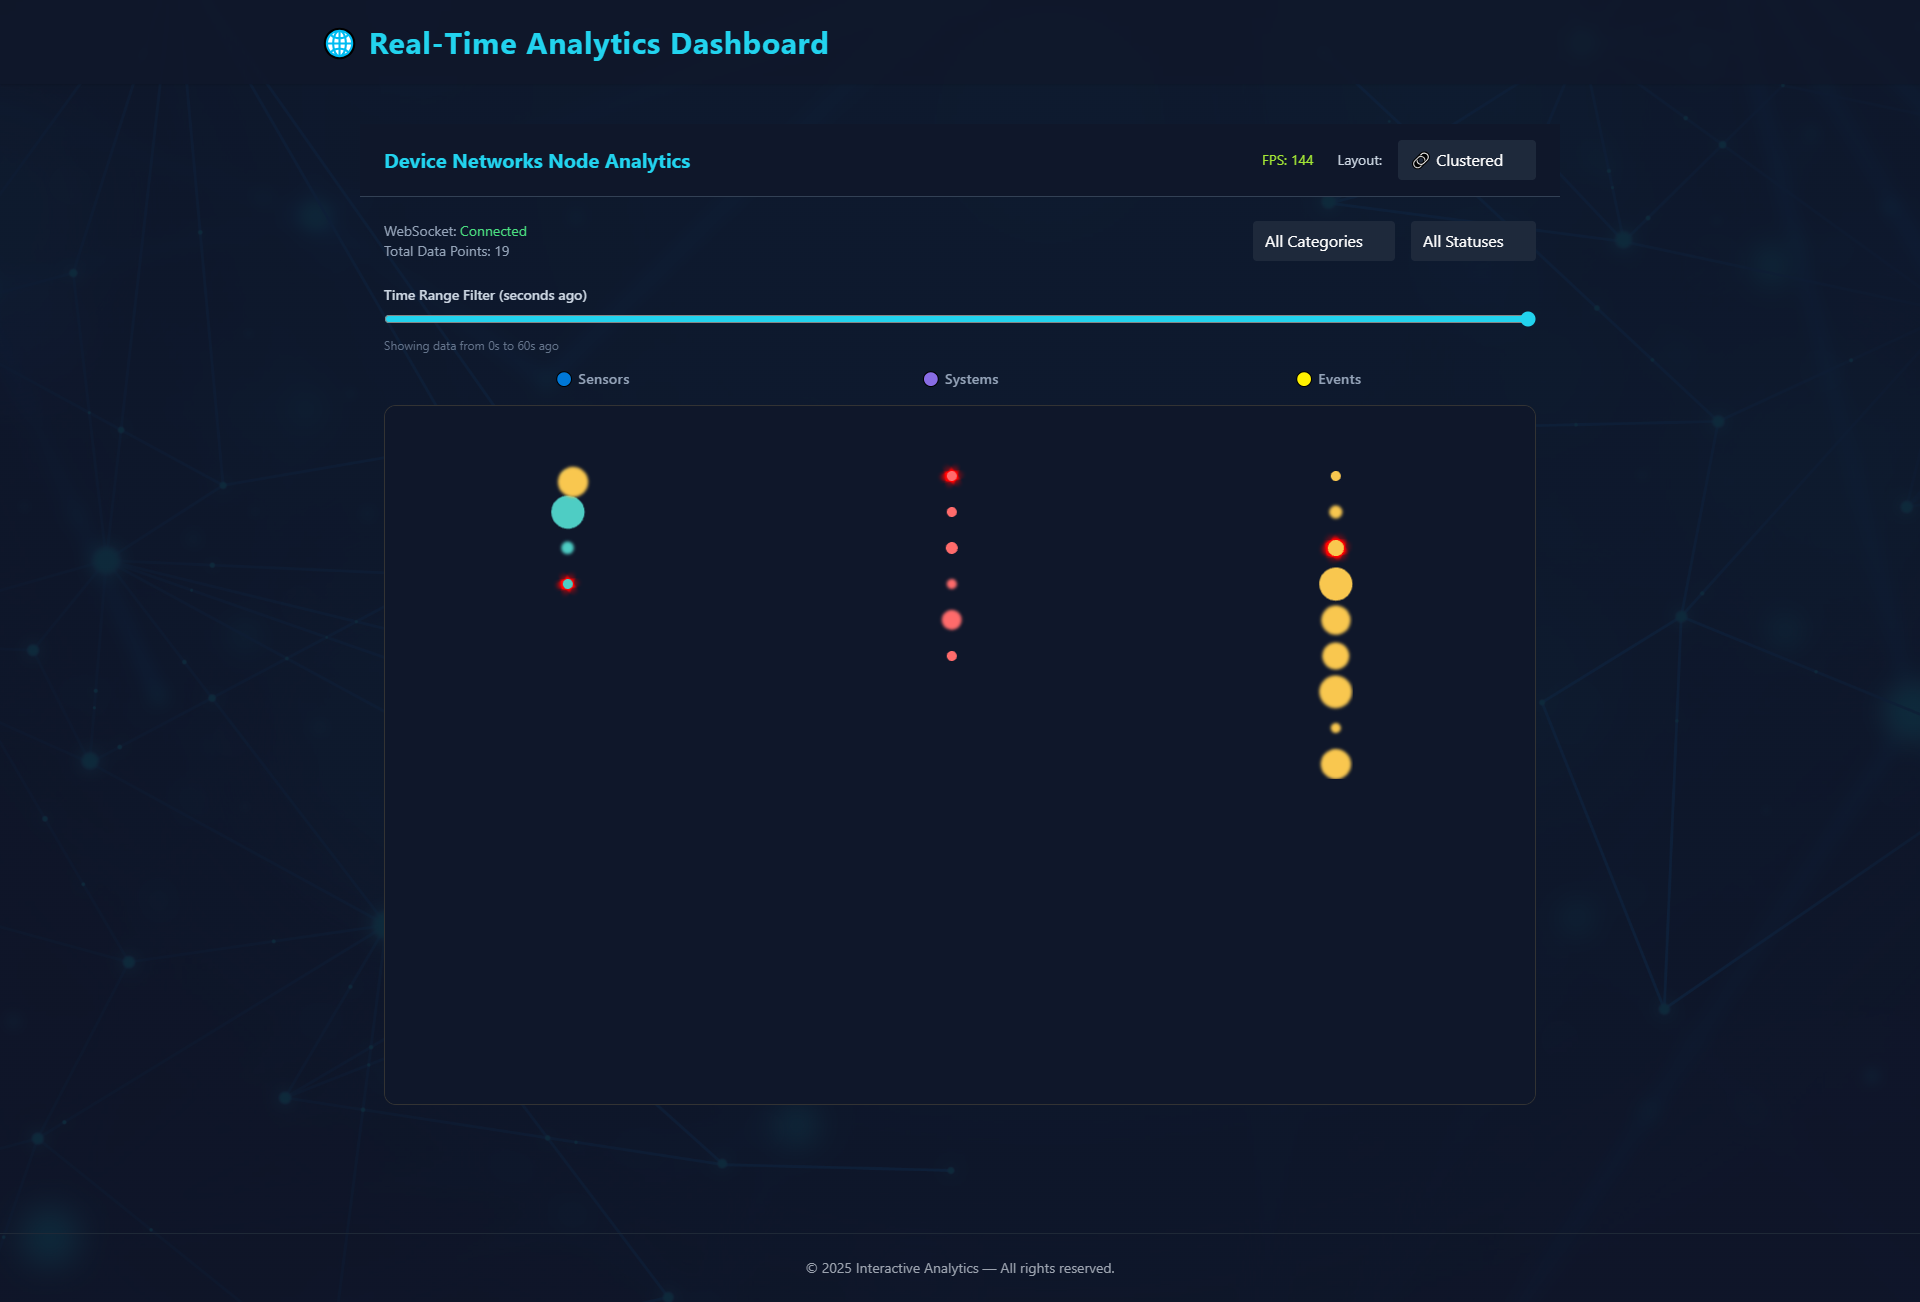 🌐 Real-Time Analytics Dashboard
Device Networks Node Analytics
FPS: 144 Layout: 🔗 Clustered
WebSocket: Connected
Total Data Points: 19
All Categories All Statuses
Time Range Filter (seconds ago)
Showing data from 0s to 60s ago
🔵 Sensors 🟣 Systems 🟡 Events
© 2025 Interactive Analytics — All rights reserved.